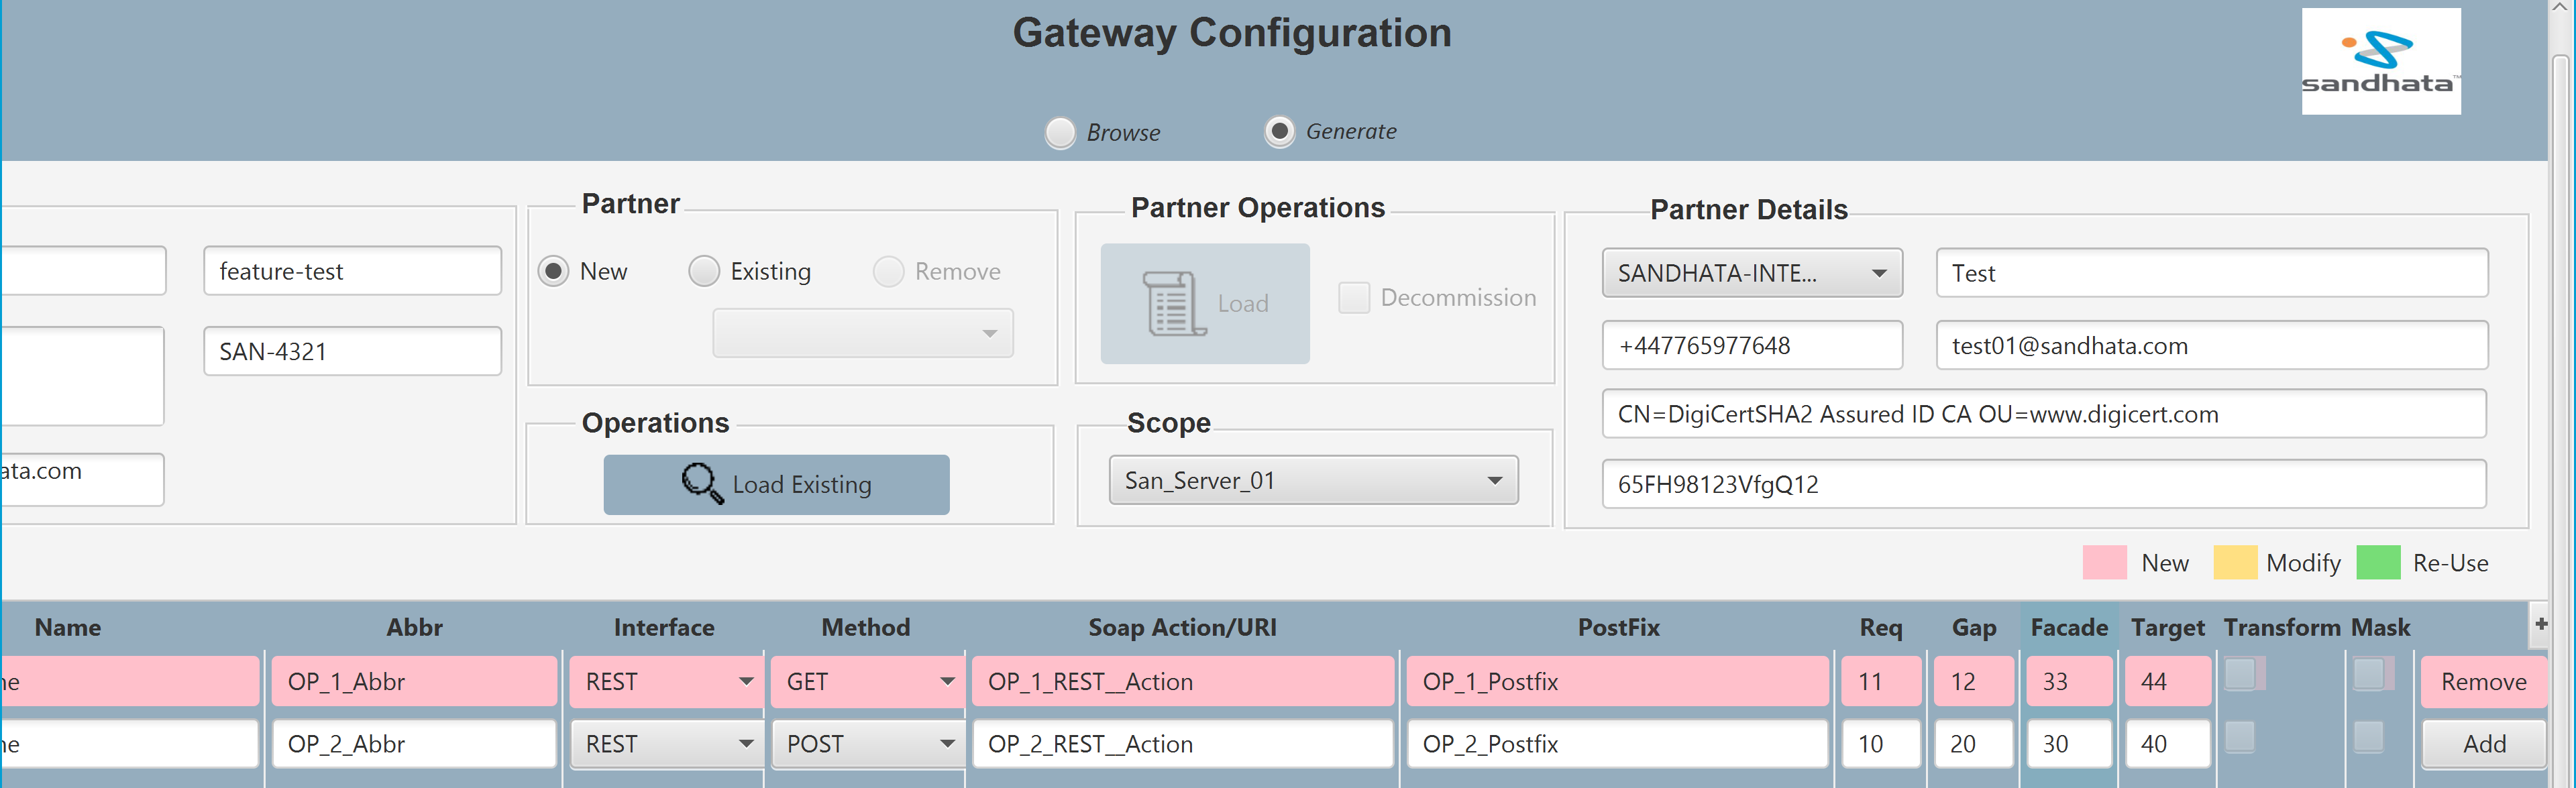 Gateway Configuration
sandhata™
Browse
Generate
Partner
Partner Operations
Partner Details
feature-test
New
Existing
Remove
Load
Decommission
SANDHATA-INTE...
Test
SAN-4321
+447765977648
test01@sandhata.com
CN=DigiCertSHA2 Assured ID CA OU=www.digicert.com
Operations
Scope
ata.com
Load Existing
San_Server_01
65FH98123VfgQ12
New
Modify
Re-Use
Name Abbr Interface Method Soap Action/URI PostFix Req Gap Facade Target Transform Mask +
ne OP_1_Abbr REST GET OP_1_REST__Action OP_1_Postfix 11 12 33 44 Remove
ne OP_2_Abbr REST POST OP_2_REST__Action OP_2_Postfix 10 20 30 40 Add